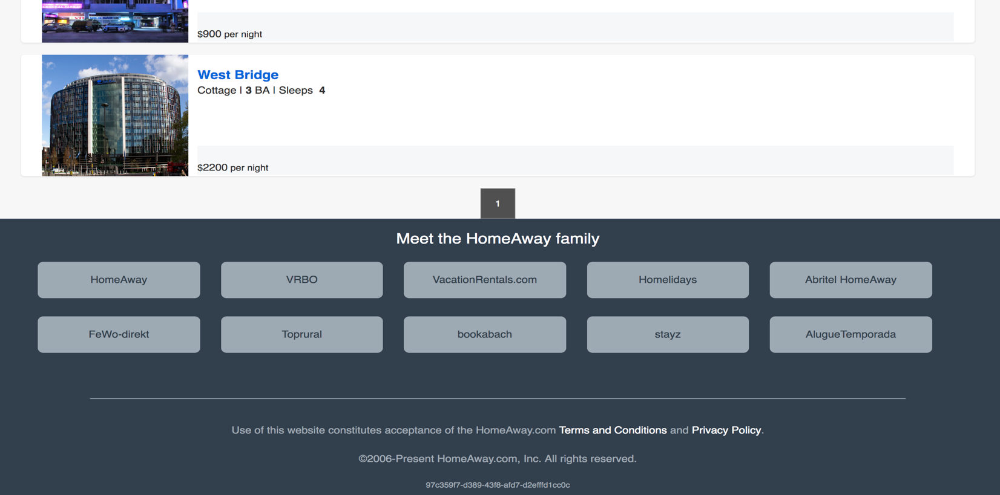 $900 per night
West Bridge
Cottage | 3 BA | Sleeps 4
$2200 per night
1
Meet the HomeAway family
HomeAway
VRBO
VacationRentals.com
Homelidays
Abritel HomeAway
FeWo-direkt
Toprural
bookabach
stayz
AlugueTemporada
Use of this website constitutes acceptance of the HomeAway.com Terms and Conditions and Privacy Policy.
©2006-Present HomeAway.com, Inc. All rights reserved.
97c359f7-d389-43f8-afd7-d2efffd1cc0c